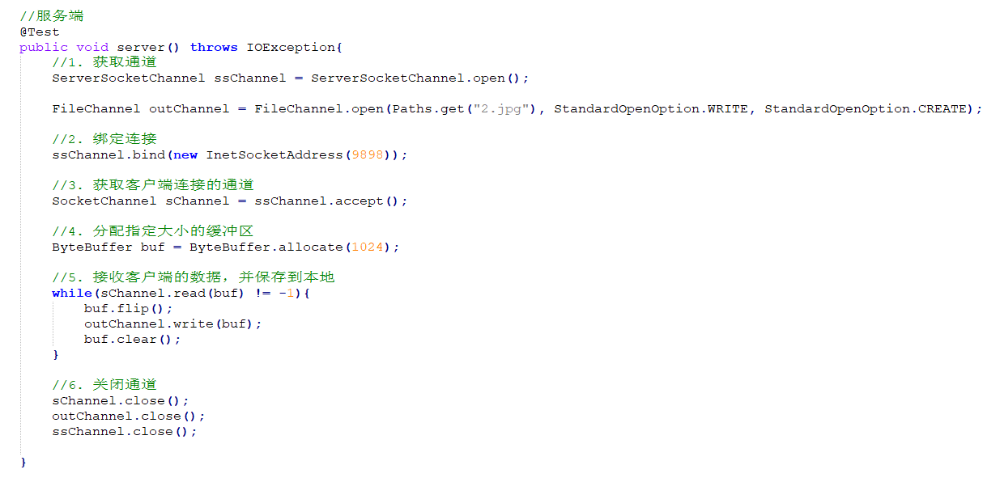 //服务端
@Test
public void server() throws IOException{
    //1. 获取通道
    ServerSocketChannel ssChannel = ServerSocketChannel.open();
    FileChannel outChannel = FileChannel.open(Paths.get("2.jpg"), StandardOpenOption.WRITE, StandardOpenOption.CREATE);
    //2. 绑定连接
    ssChannel.bind(new InetSocketAddress(9898));
    //3. 获取客户端连接的通道
    SocketChannel sChannel = ssChannel.accept();
    //4. 分配指定大小的缓冲区
    ByteBuffer buf = ByteBuffer.allocate(1024);
    //5. 接收客户端的数据，并保存到本地
    while(sChannel.read(buf) != -1){
        buf.flip();
        outChannel.write(buf);
        buf.clear();
    }
    //6. 关闭通道
    sChannel.close();
    outChannel.close();
    ssChannel.close();
}